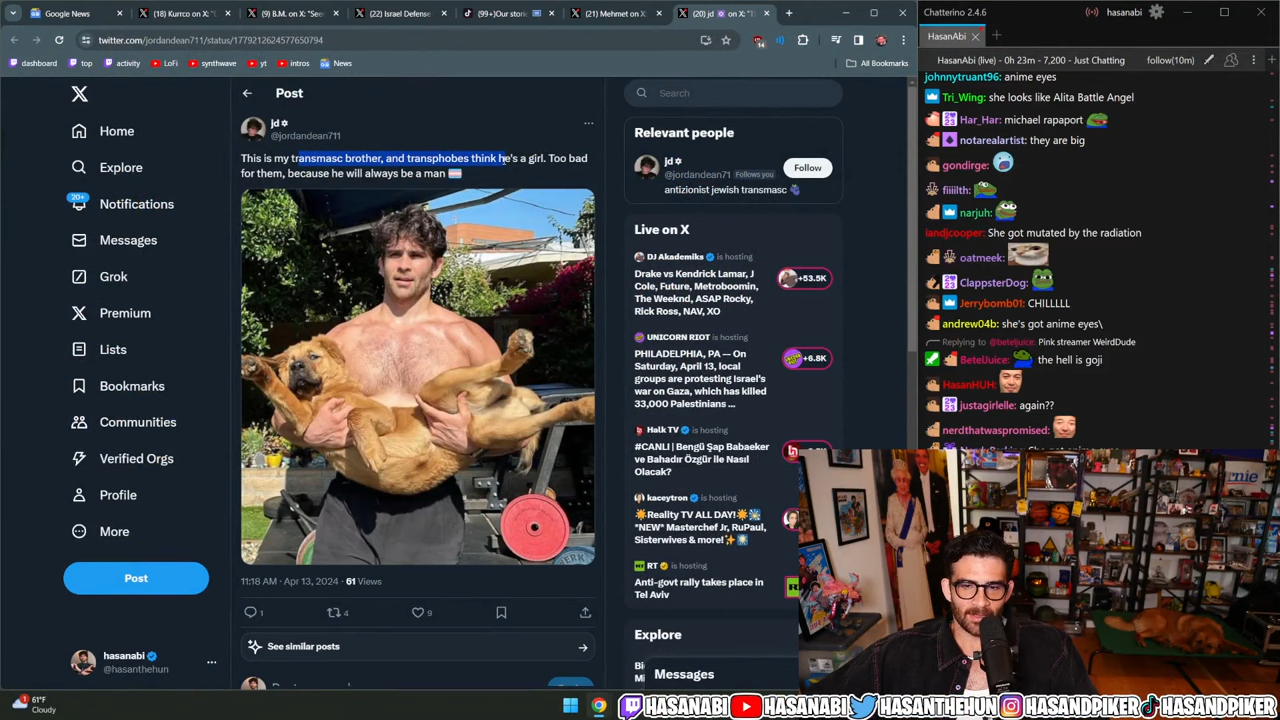 Google News
(18) Kurrco on X: "C
(9) B.M. on X: "See
(22) Israel Defense
(99+)Our stori
(21) Mehmet on X:
(20) jd ✡ on X: "T
twitter.com/jordandean711/status/1779212624577650794
14
dashboard
top
activity
LoFi
synthwave
yt
intros
News
All Bookmarks
X
Home
Explore
20+
Notifications
Messages
Grok
Premium
Lists
Bookmarks
Communities
Verified Orgs
Profile
More
Post
hasanabi
@hasanthehun
Post
jd ✡
@jordandean711
This is my transmasc brother, and transphobes think he's a girl. Too bad
for them, because he will always be a man
11:18 AM · Apr 13, 2024 · 61 Views
1
4
9
See similar posts
Search
Relevant people
jd ✡
@jordandean71 Follows you
Follow
antizionist jewish transmasc
Live on X
DJ Akademiks is hosting
Drake vs Kendrick Lamar, J
Cole, Future, Metroboomin,
The Weeknd, ASAP Rocky,
Rick Ross, NAV, XO
+53.5K
UNICORN RIOT is hosting
PHILADELPHIA, PA — On
Saturday, April 13, local
groups are protesting Israel's
war on Gaza, which has killed
33,000 Palestinians ...
+6.8K
Halk TV is hosting
#CANLI | Bengü Şap Babaeker
ve Bahadır Özgür ile Nasıl
Olacak?
kaceytron is hosting
Reality TV ALL DAY!
*NEW* Masterchef Jr, RuPaul,
Sisterwives & more!
RT is hosting
Anti-govt rally takes place in
Tel Aviv
Explore
Messages
Chatterino 2.4.6
hasanabi
HasanAbi
HasanAbi (live) - 0h 23m - 7,200 - Just Chatting
follow(10m)
johnnytruant96: anime eyes
Tri_Wing: she looks like Alita Battle Angel
Har_Har: michael rapaport
notarealartist: they are big
gondirge:
fiiiilth:
narjuh:
iandjcooper: She got mutated by the radiation
oatmeek:
ClappsterDog:
Jerrybomb01: CHILLLLL
andrew04b: she's got anime eyes\
Replying to @beteljuice: Pink streamer WeirdDude
BetelJuice: the hell is goji
HasanHUH:
justagirlelle: again??
nerdthatwaspromised:
1
61°F
Cloudy
HASANABI
HASANABI
HASANTHEHUN
HASANDPIKER
HASANDPIKER